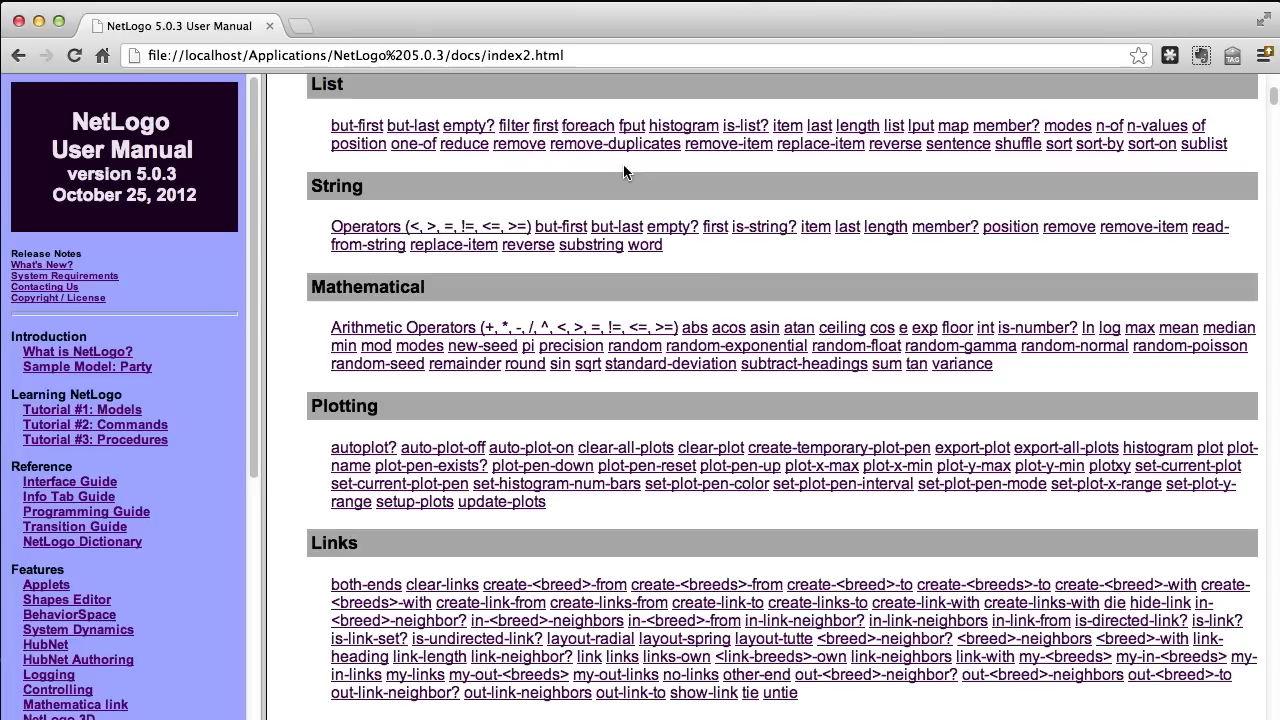 NetLogo 5.0.3 User Manual
file://localhost/Applications/NetLogo%205.0.3/docs/index2.html
TAG
NetLogo
User Manual
version 5.0.3
October 25, 2012
Release Notes
What's New?
System Requirements
Contacting Us
Copyright / License
Introduction
What is NetLogo?
Sample Model: Party
Learning NetLogo
Tutorial #1: Models
Tutorial #2: Commands
Tutorial #3: Procedures
Reference
Interface Guide
Info Tab Guide
Programming Guide
Transition Guide
NetLogo Dictionary
Features
Applets
Shapes Editor
BehaviorSpace
System Dynamics
HubNet
HubNet Authoring
Logging
Controlling
Mathematica link
NetLogo 3D
List
but-first but-last empty? filter first foreach fput histogram is-list? item last length list lput map member? modes n-of n-values of
position one-of reduce remove remove-duplicates remove-item replace-item reverse sentence shuffle sort sort-by sort-on sublist
String
Operators (<, >, =, !=, <=, >=) but-first but-last empty? first is-string? item last length member? position remove remove-item read-
from-string replace-item reverse substring word
Mathematical
Arithmetic Operators (+, *, -, /, ^, <, >, =, !=, <=, >=) abs acos asin atan ceiling cos e exp floor int is-number? ln log max mean median
min mod modes new-seed pi precision random random-exponential random-float random-gamma random-normal random-poisson
random-seed remainder round sin sqrt standard-deviation subtract-headings sum tan variance
Plotting
autoplot? auto-plot-off auto-plot-on clear-all-plots clear-plot create-temporary-plot-pen export-plot export-all-plots histogram plot plot-
name plot-pen-exists? plot-pen-down plot-pen-reset plot-pen-up plot-x-max plot-x-min plot-y-max plot-y-min plotxy set-current-plot
set-current-plot-pen set-histogram-num-bars set-plot-pen-color set-plot-pen-interval set-plot-pen-mode set-plot-x-range set-plot-y-
range setup-plots update-plots
Links
both-ends clear-links create-<breed>-from create-<breeds>-from create-<breed>-to create-<breeds>-to create-<breed>-with create-
<breeds>-with create-link-from create-links-from create-link-to create-links-to create-link-with create-links-with die hide-link in-
<breed>-neighbor? in-<breed>-neighbors in-<breed>-from in-link-neighbor? in-link-neighbors in-link-from is-directed-link? is-link?
is-link-set? is-undirected-link? layout-radial layout-spring layout-tutte <breed>-neighbor? <breed>-neighbors <breed>-with link-
heading link-length link-neighbor? link links links-own <link-breeds>-own link-neighbors link-with my-<breeds> my-in-<breeds> my-
in-links my-links my-out-<breeds> my-out-links no-links other-end out-<breed>-neighbor? out-<breed>-neighbors out-<breed>-to
out-link-neighbor? out-link-neighbors out-link-to show-link tie untie